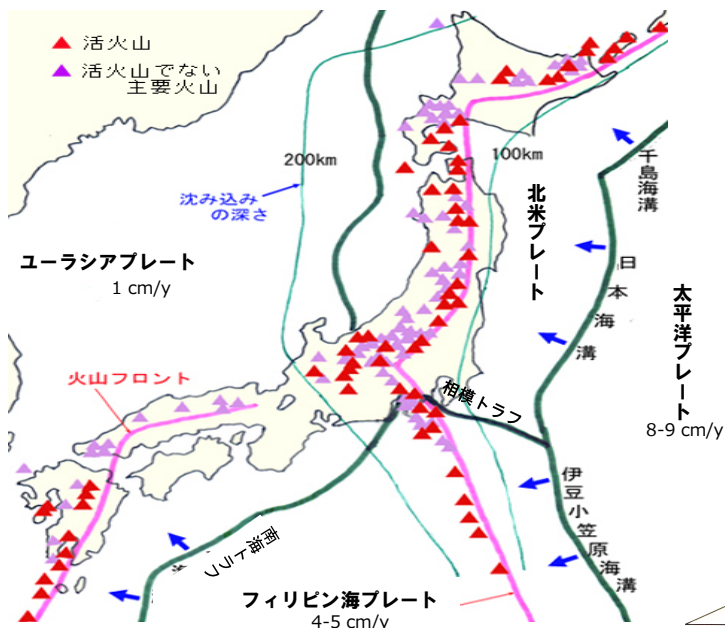 活火山
活火山でない
主要火山
200km
100km
沈み込み
の深さ
千島海溝
北米プレート
ユーラシアプレート
1 cm/y
日本海溝
太平洋プレート
8-9 cm/y
火山フロント
相模トラフ
伊豆小笠原海溝
南海トラフ
フィリピン海プレート
4-5 cm/y